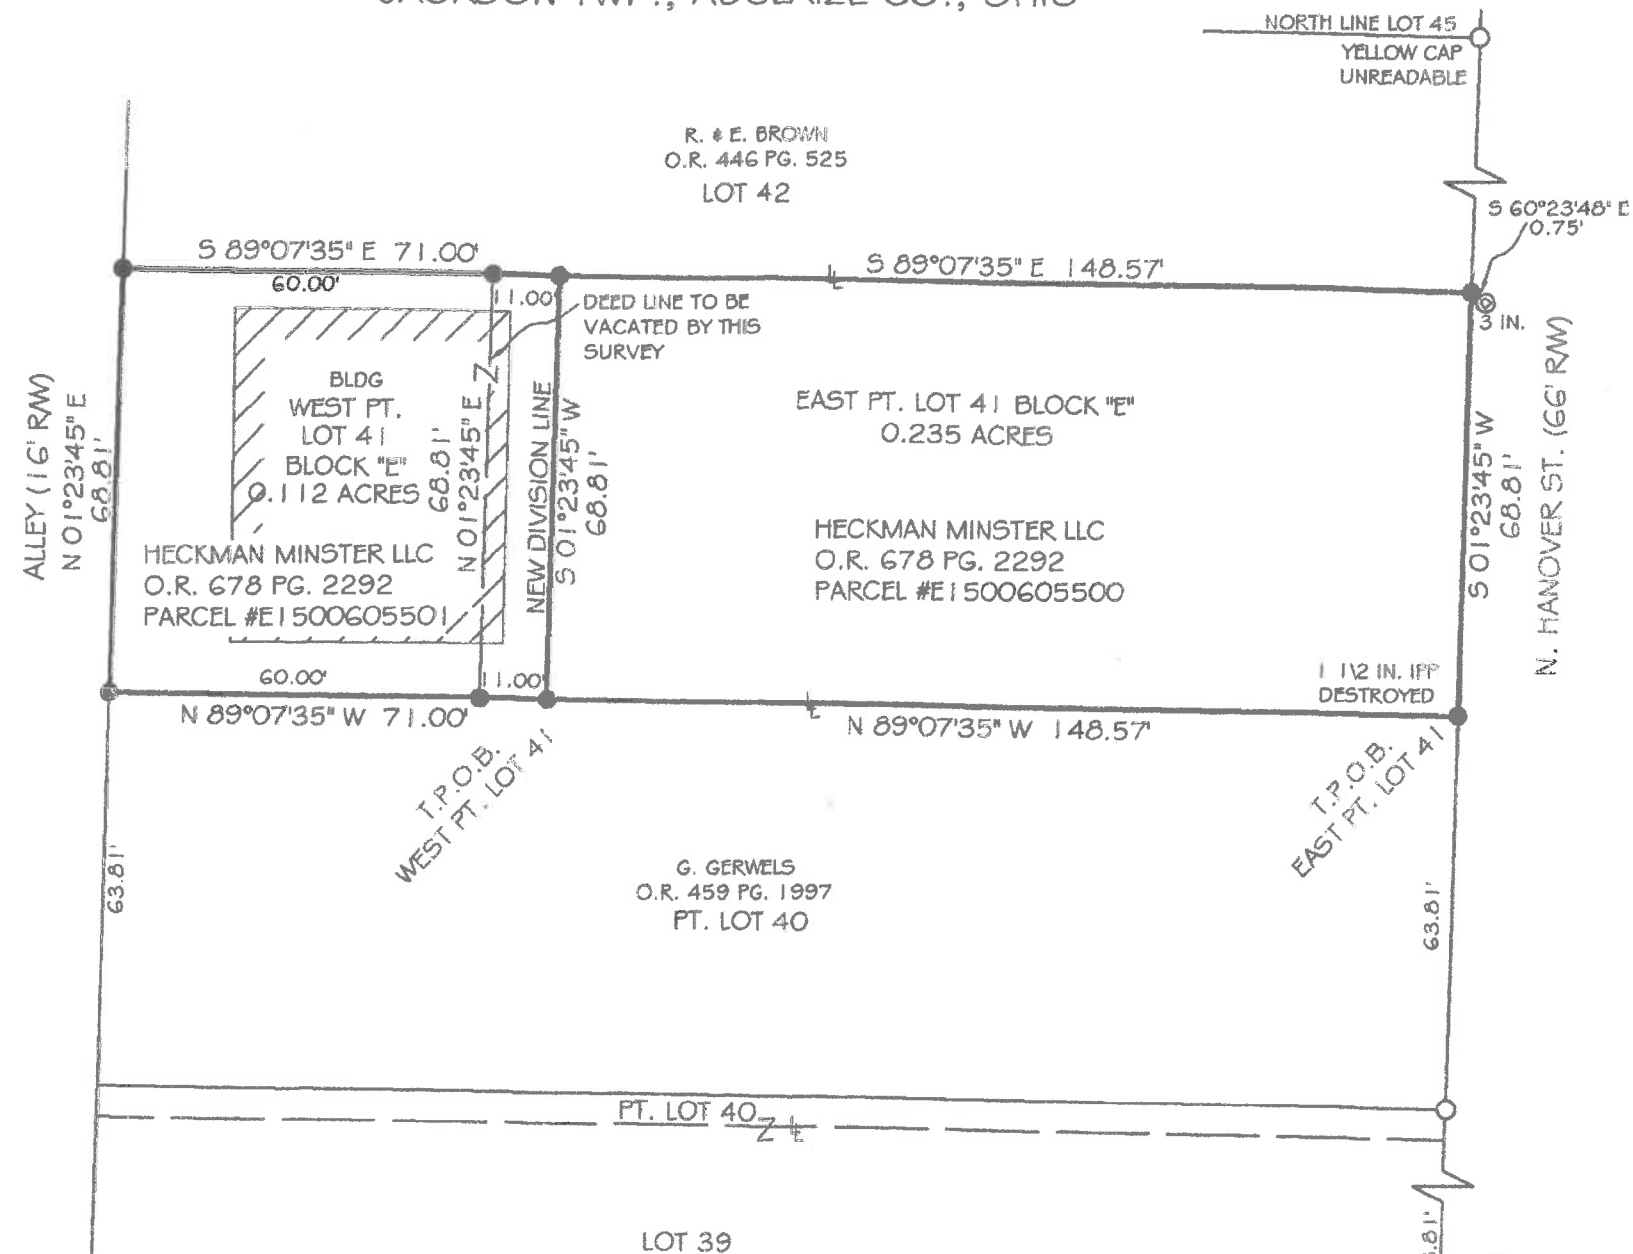 JACKSON TWP., AUGLAIZE CO., OHIO
NORTH LINE LOT 45
YELLOW CAP
UNREADABLE
R. & E. BROWN
O.R. 446 PG. 525
LOT 42
S 60°23'48" E
0.75'
S 89°07'35" E 71.00'
S 89°07'35" E 148.57'
60.00'
11.00'
DEED LINE TO BE
VACATED BY THIS
SURVEY
3 IN.
ALLEY (16' R/W)
N 01°23'45" E
68.81'
BLDG
WEST PT.
LOT 41
BLOCK "E"
0.112 ACRES
68.81'
N 01°23'45" E
NEW DIVISION LINE
S 01°23'45" W
68.81'
EAST PT. LOT 41 BLOCK "E"
0.235 ACRES
S 01°23'45" W
68.81'
N. HANOVER ST. (66' R/W)
HECKMAN MINSTER LLC
O.R. 678 PG. 2292
PARCEL #E1500605501
HECKMAN MINSTER LLC
O.R. 678 PG. 2292
PARCEL #E1500605500
60.00'
11.00'
1 1\2 IN. IPF
DESTROYED
N 89°07'35" W 71.00'
N 89°07'35" W 148.57'
T.P.O.B.
WEST PT. LOT 41
T.P.O.B.
EAST PT. LOT 41
63.81'
G. GERWELS
O.R. 459 PG. 1997
PT. LOT 40
63.81'
PT. LOT 40
LOT 39